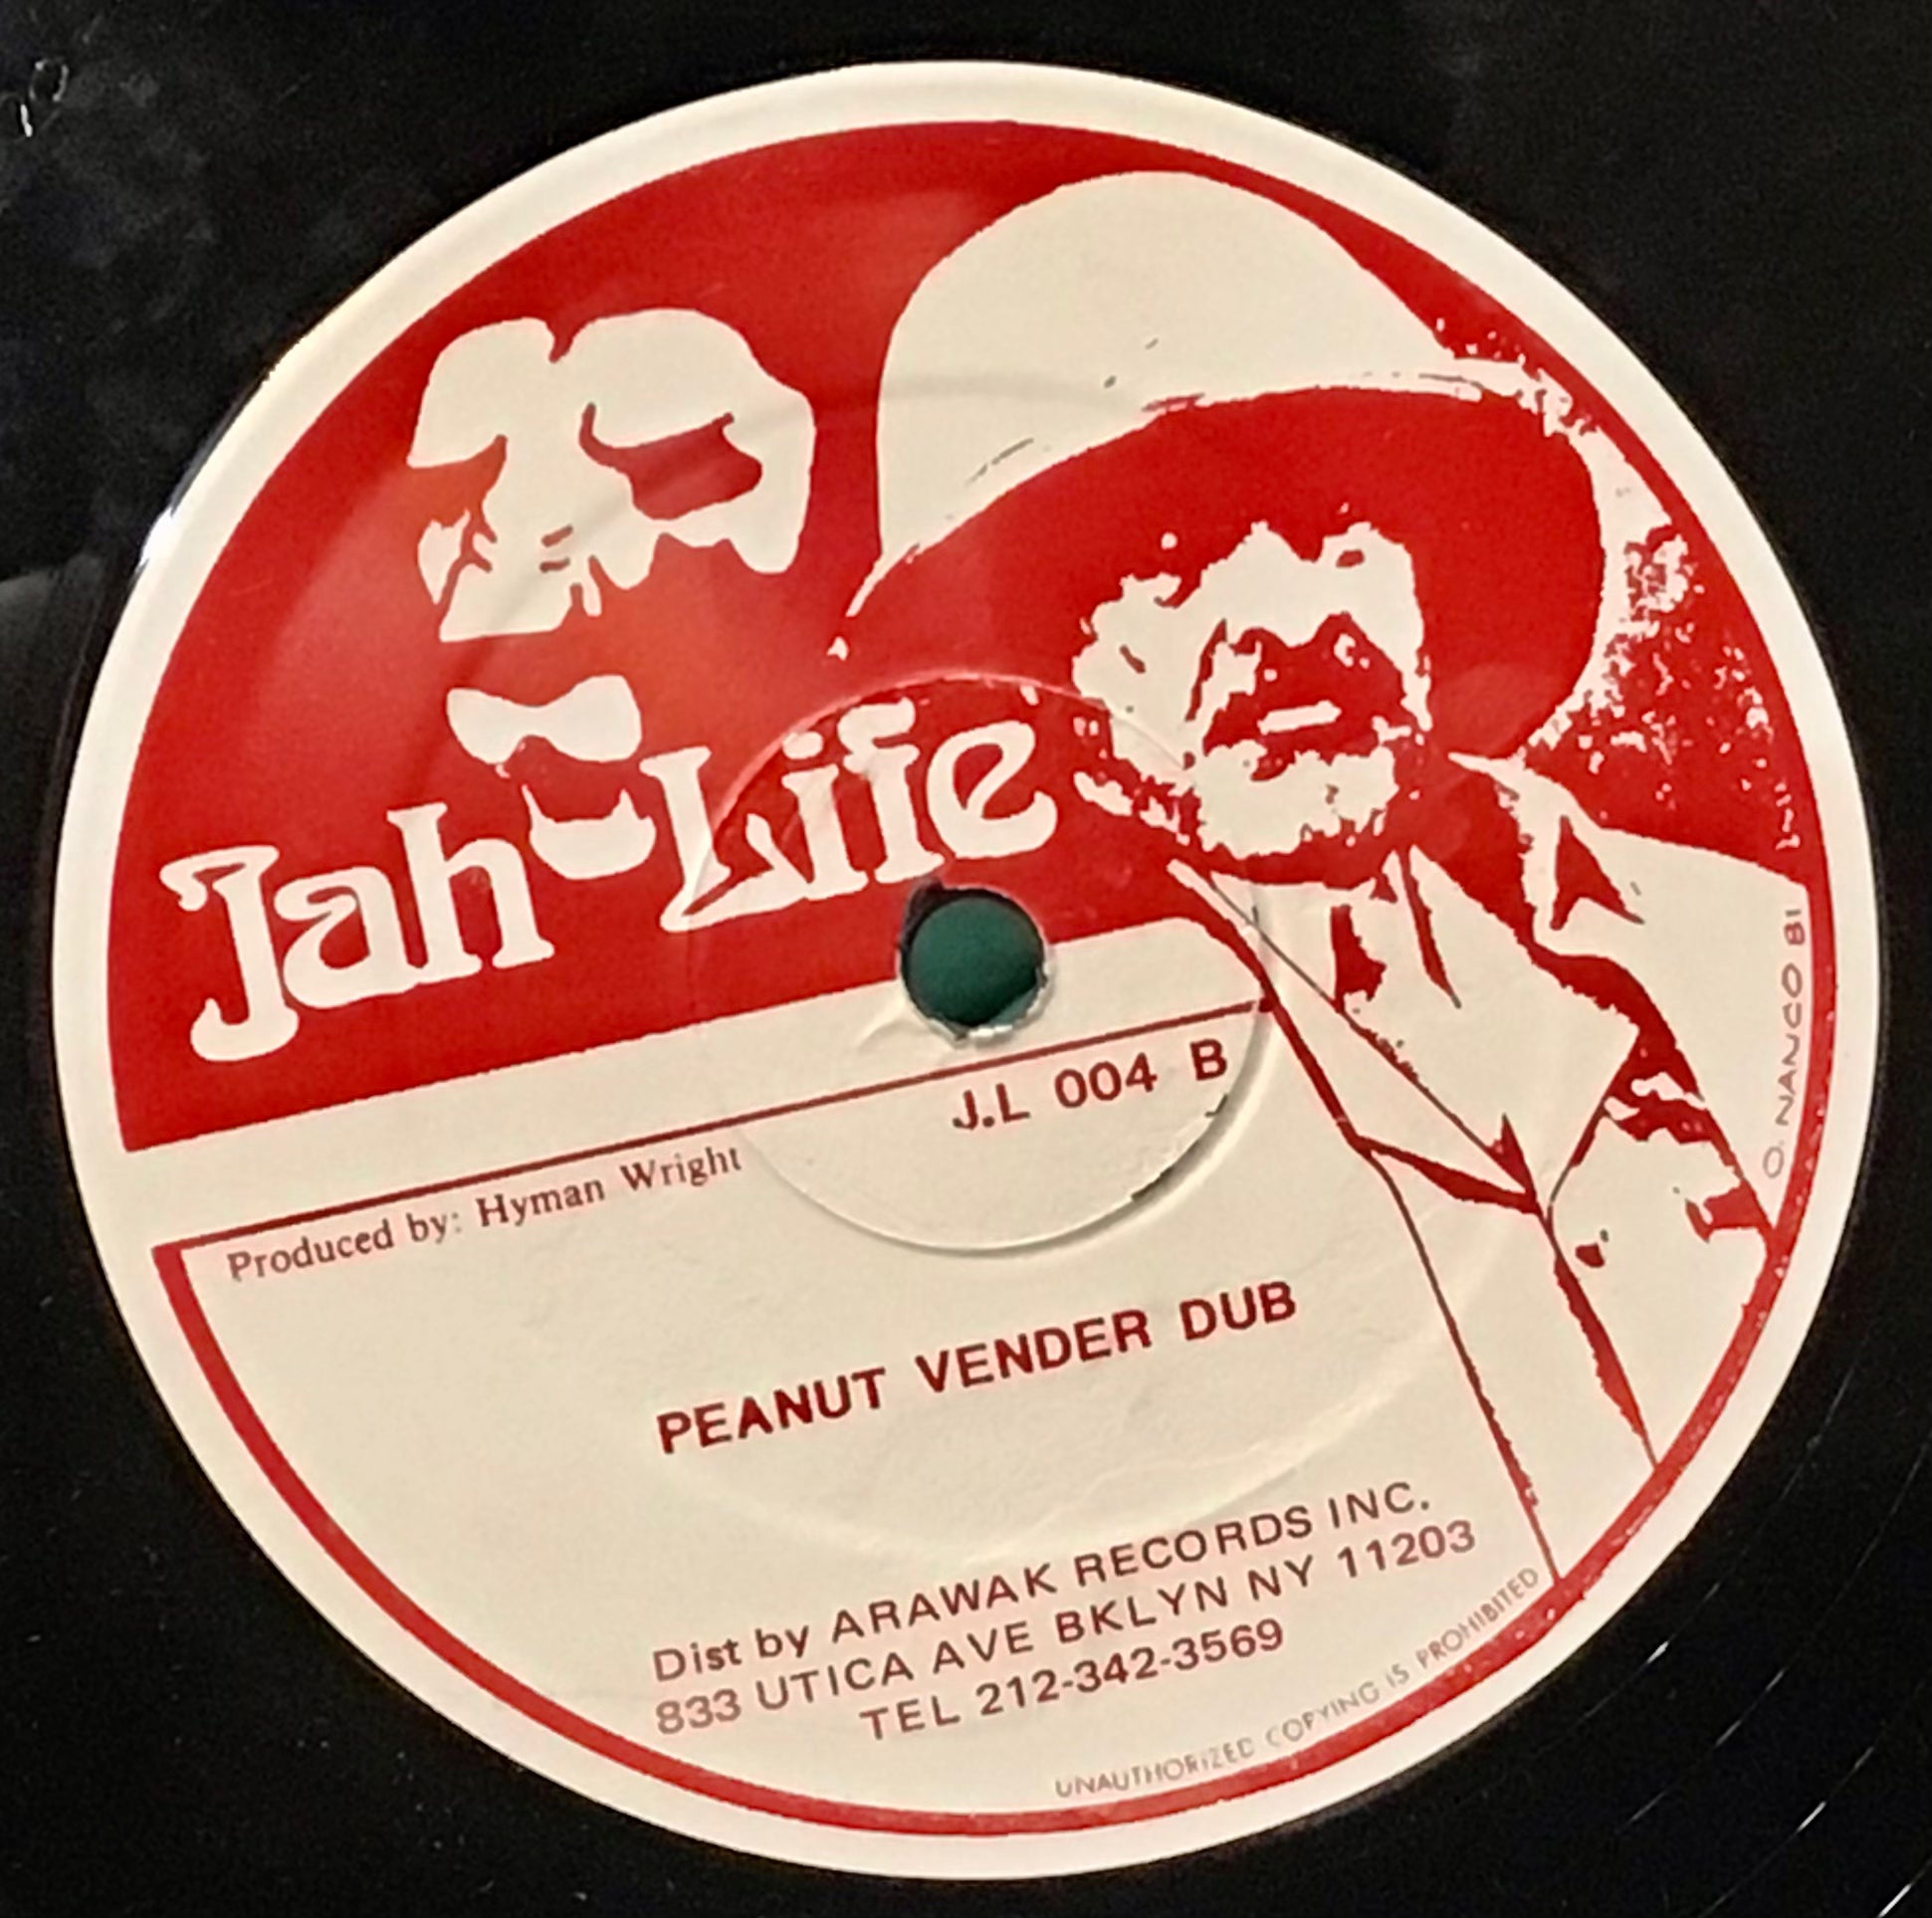 Jah Life
J.L 004 B
Produced by: Hyman Wright
PEANUT VENDER DUB
Dist by ARAWAK RECORDS INC.
833 UTICA AVE BKLYN NY 11203
TEL 212-342-3569
UNAUTHORIZED COPYING IS PROHIBITED
O. NANCO 81